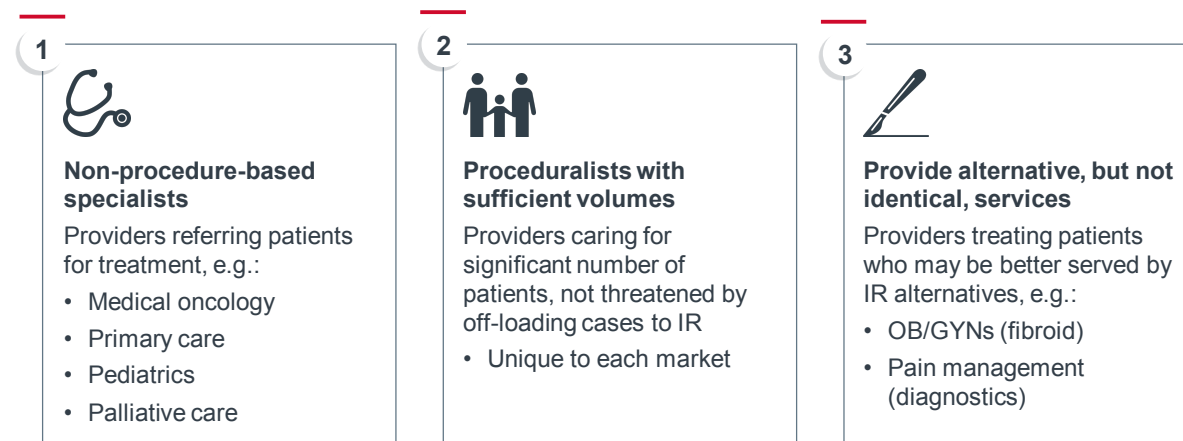 1
Non-procedure-based
specialists
Providers referring patients
for treatment, e.g.:
• Medical oncology
• Primary care
• Pediatrics
• Palliative care
2
Proceduralists with
sufficient volumes
Providers caring for
significant number of
patients, not threatened by
off-loading cases to IR
• Unique to each market
3
Provide alternative, but not
identical, services
Providers treating patients
who may be better served by
IR alternatives, e.g.:
• OB/GYNs (fibroid)
• Pain management
(diagnostics)